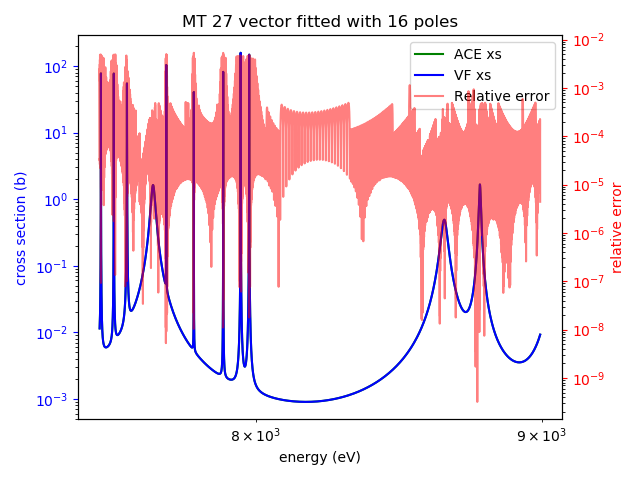 MT 27 vector fitted with 16 poles
ACE xs
VF xs
Relative error
cross section (b)
10²
10¹
10⁰
10⁻¹
10⁻²
10⁻³
10⁻²
10⁻³
10⁻⁴
10⁻⁵
10⁻⁶
10⁻⁷
10⁻⁸
10⁻⁹
relative error
8 × 10³
9 × 10³
energy (eV)